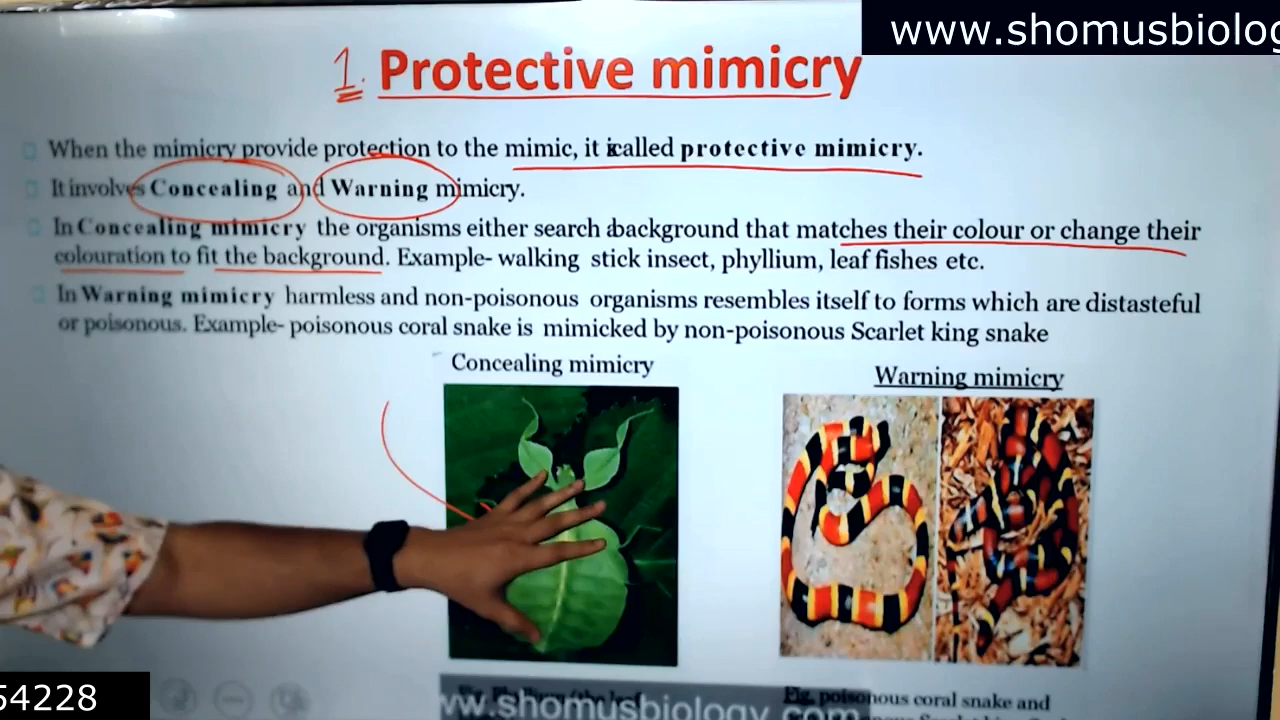 www.shomusbiolog
1. Protective mimicry
When the mimicry provide protection to the mimic, it is called protective mimicry.
It involves Concealing and Warning mimicry.
In Concealing mimicry the organisms either search a background that matches their colour or change their
colouration to fit the background. Example- walking stick insect, phyllium, leaf fishes etc.
In Warning mimicry harmless and non-poisonous organisms resembles itself to forms which are distasteful
or poisonous. Example- poisonous coral snake is mimicked by non-poisonous Scarlet king snake
Concealing mimicry
Warning mimicry
54228
Fig. poisonous coral snake and
ww.shomusbiology.com